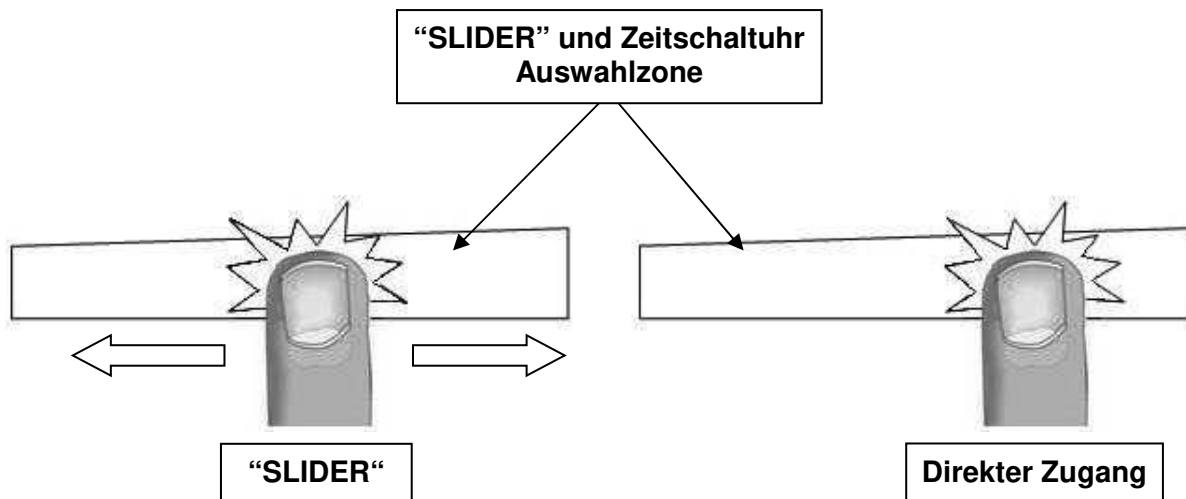 “SLIDER” und Zeitschaltuhr
Auswahlzone
“SLIDER“
Direkter Zugang